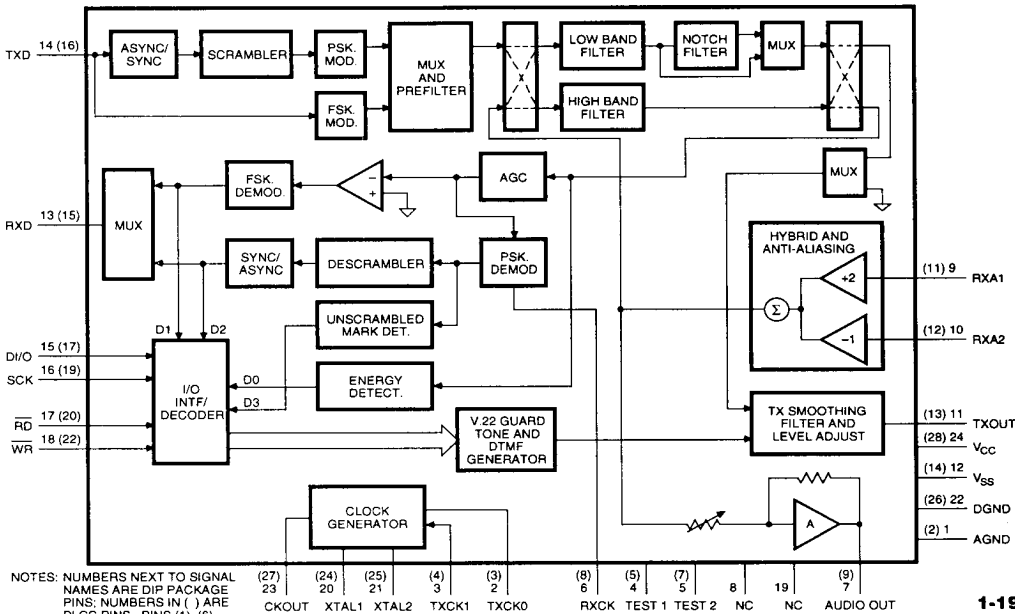 TXD 14 (16)
ASYNC/
SYNC
SCRAMBLER
PSK
MOD.
FSK.
MOD.
MUX
AND
PREFILTER
X
LOW BAND
FILTER
NOTCH
FILTER
MUX
X
HIGH BAND
FILTER
MUX
RXD 13 (15)
MUX
FSK.
DEMOD.
−
+
AGC
SYNC/
ASYNC
DESCRAMBLER
PSK.
DEMOD
UNSCRAMBLED
MARK DET.
ENERGY
DETECT.
HYBRID AND
ANTI-ALIASING
Σ
+2
−1
(11) 9 RXA1
(12) 10 RXA2
D1
D2
D0
D3
DI/O 15 (17)
SCK 16 (19)
RD 17 (20)
WR 18 (22)
I/O
INTF/
DECODER
V.22 GUARD
TONE AND
DTMF
GENERATOR
TX SMOOTHING
FILTER AND
LEVEL ADJUST
(13) 11 TXOUT
(28) 24 VCC
(14) 12 VSS
(26) 22 DGND
(2) 1 AGND
A
CLOCK
GENERATOR
(27) (24) (25) (4) (3) (8) (5) (7) (9)
23 20 21 3 2 6 4 5 8 19 7
CKOUT XTAL1 XTAL2 TXCK1 TXCK0 RXCK TEST 1 TEST 2 NC NC AUDIO OUT
NOTES: NUMBERS NEXT TO SIGNAL
NAMES ARE DIP PACKAGE
PINS; NUMBERS IN ( ) ARE
1-19